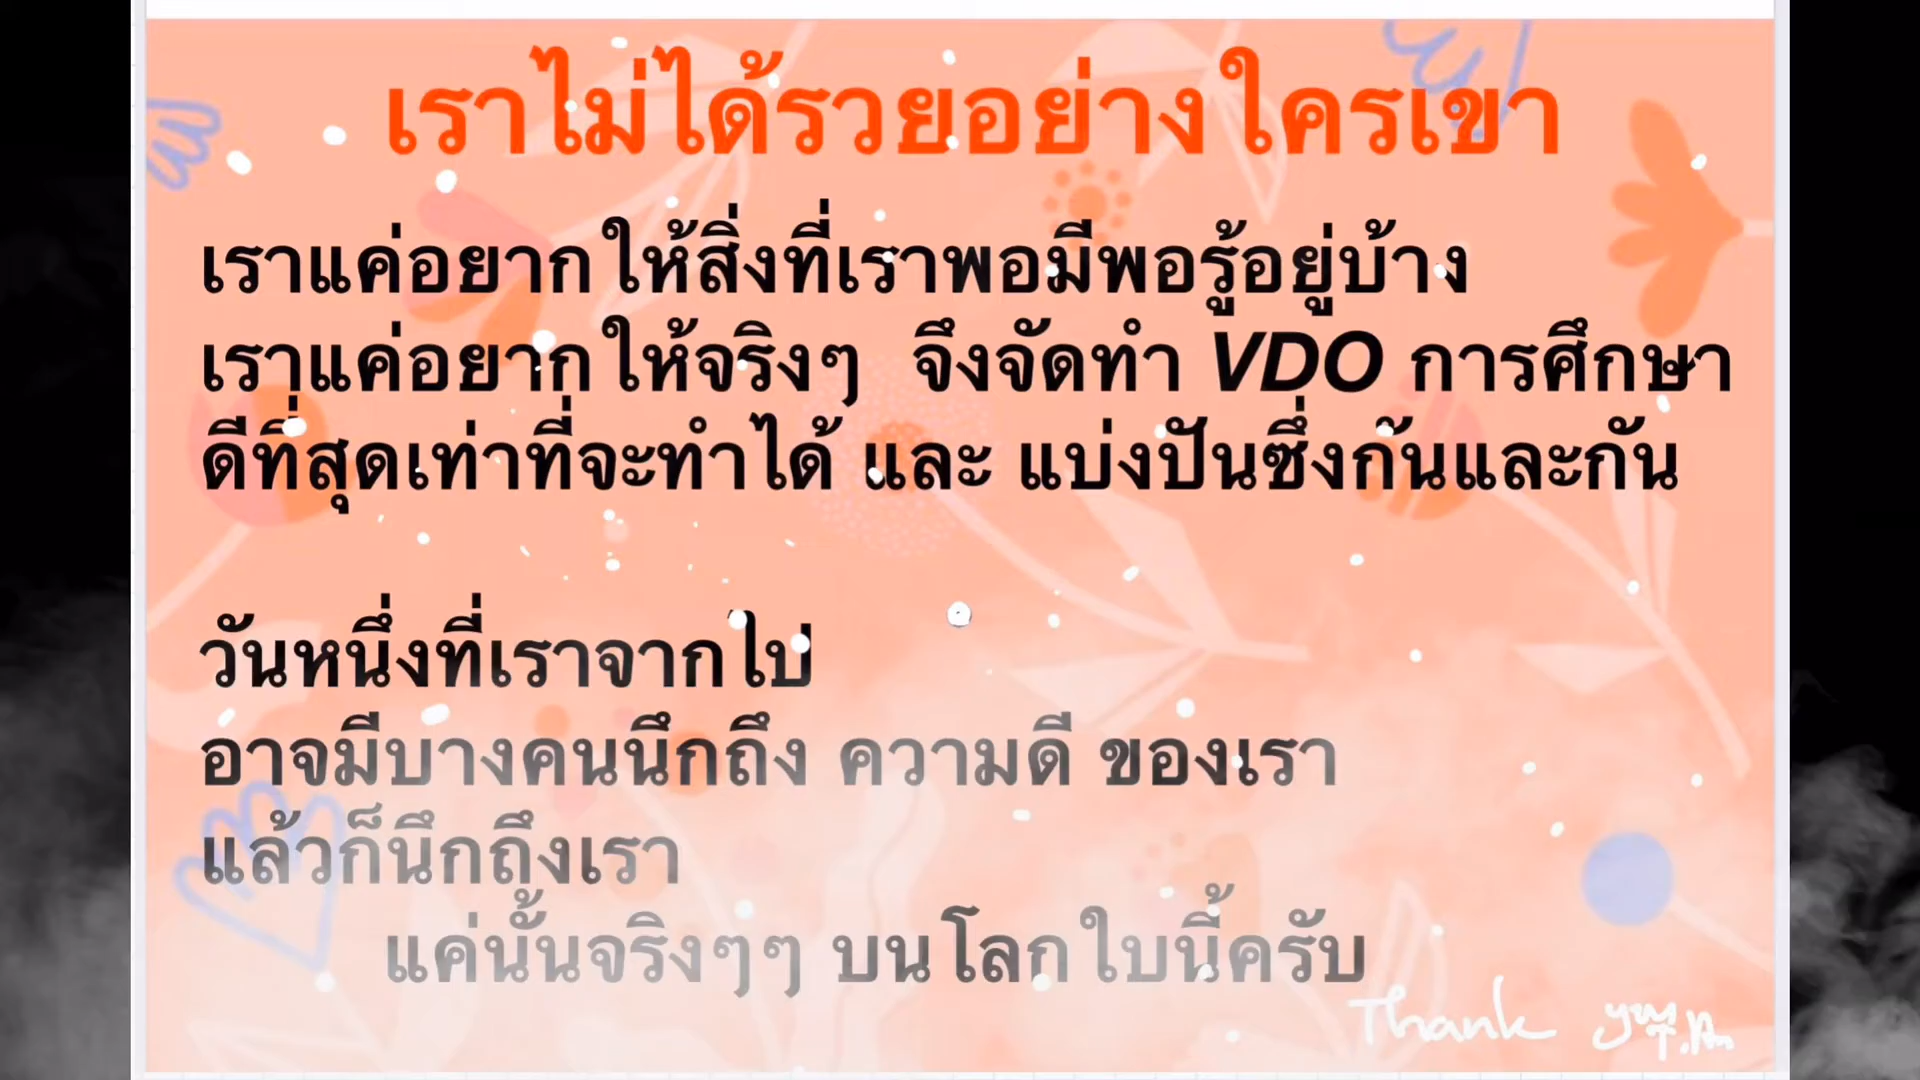 เราไม่ได้รวยอย่างใครเขา
เราแค่อยากให้สิ่งที่เราพอมีพอรู้อยู่บ้าง
เราแค่อยากให้จริงๆ จึงจัดทำ VDO การศึกษา
ดีที่สุดเท่าที่จะทำได้ และ แบ่งปันซึ่งกันและกัน
วันหนึ่งที่เราจากไป
อาจมีบางคนนึกถึง ความดี ของเรา
แล้วก็นึกถึงเรา
แค่นั้นจริงๆๆ บนโลกใบนี้ครับ
Thank